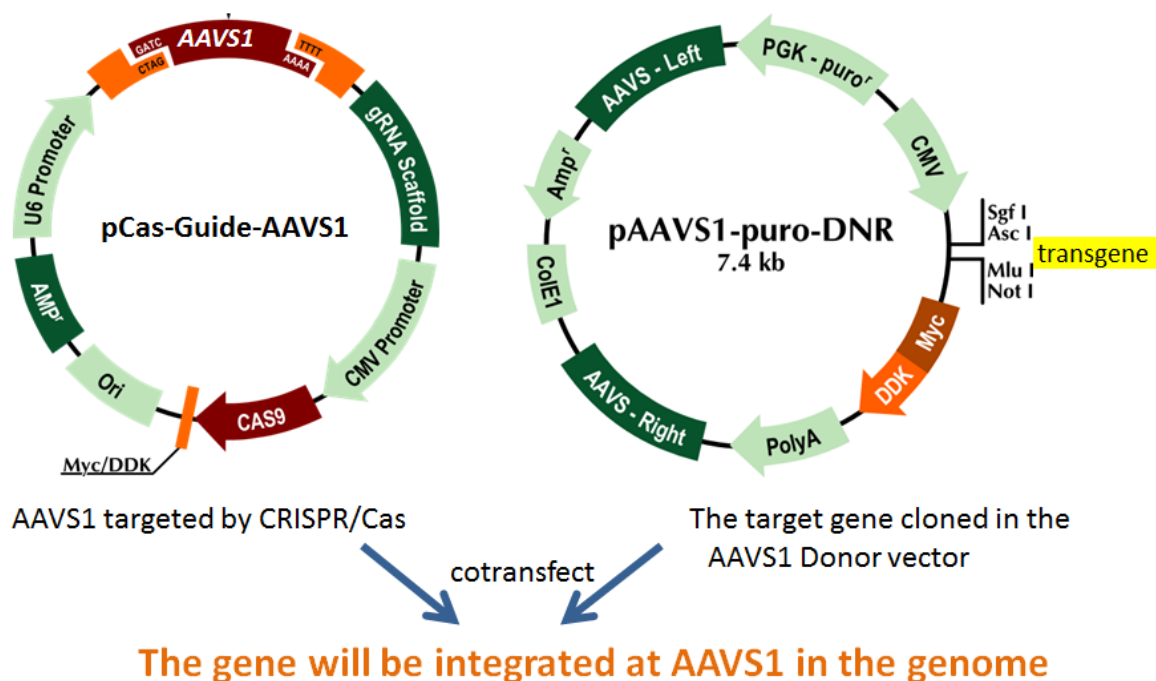 GATC
CTAG
AAVS1
TTTT
AAAA
U6 Promoter
gRNA Scaffold
pCas-Guide-AAVS1
AMPr
CMV Promoter
Ori
CAS9
Myc/DDK
AAVS - Left
PGK - puroʳ
Ampʳ
CMV
pAAVS1-puro-DNR
7.4 kb
Sgf I
Asc I
transgene
Mlu I
Not I
ColE1
Myc
DDK
AAVS - Right
PolyA
AAVS1 targeted by CRISPR/Cas
The target gene cloned in the
AAVS1 Donor vector
cotransfect
The gene will be integrated at AAVS1 in the genome